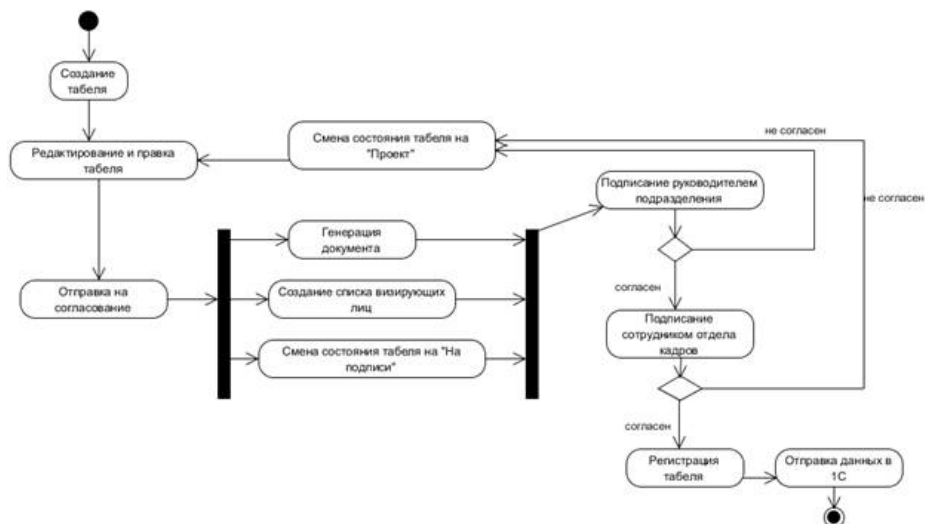 Создание
табеля
Редактирование и правка
табеля
Смена состояния табеля на
"Проект"
не согласен
Подписание руководителем
подразделения
не согласен
Генерация
документа
Отправка на
согласование
Создание списка визирующих
лиц
согласен
Подписание
сотрудником отдела
кадров
Смена состояния табеля на "На
подписи"
согласен
Регистрация
табеля
Отправка данных в
1С